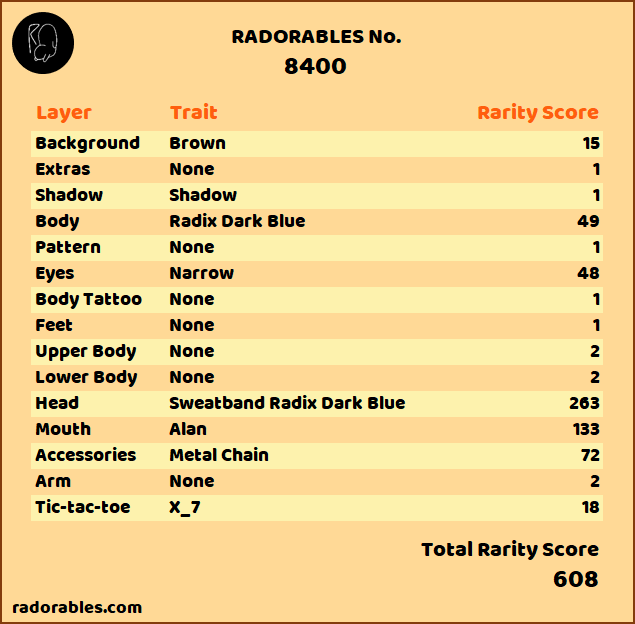 RADORABLES No.
8400
Layer Trait Rarity Score
Background Brown 15
Extras None 1
Shadow Shadow 1
Body Radix Dark Blue 49
Pattern None 1
Eyes Narrow 48
Body Tattoo None 1
Feet None 1
Upper Body None 2
Lower Body None 2
Head Sweatband Radix Dark Blue 263
Mouth Alan 133
Accessories Metal Chain 72
Arm None 2
Tic-tac-toe X_7 18
Total Rarity Score
608
radorables.com